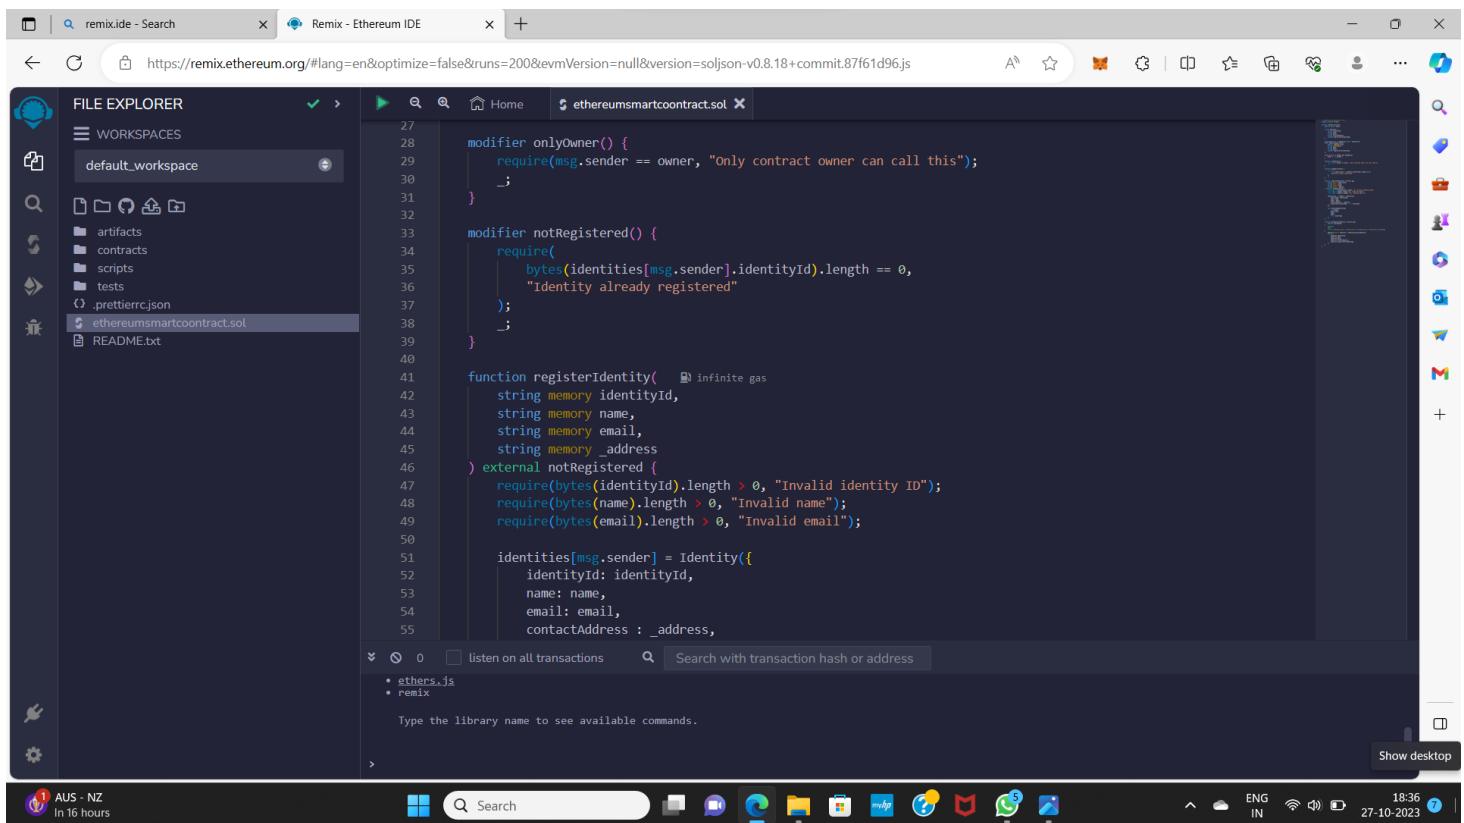 remix.ide - Search
Remix - Ethereum IDE
https://remix.ethereum.org/#lang=en&optimize=false&runs=200&evmVersion=null&version=soljson-v0.8.18+commit.87f61d96.js
FILE EXPLORER
WORKSPACES
default_workspace
artifacts
contracts
scripts
tests
.prettierrc.json
ethereumsmartcoontract.sol
README.txt
Home
ethereumsmartcoontract.sol
27
28 modifier onlyOwner() {
29 require(msg.sender == owner, "Only contract owner can call this");
30 _;
31 }
32
33 modifier notRegistered() {
34 require(
35 bytes(identities[msg.sender].identityId).length == 0,
36 "Identity already registered"
37 );
38 _;
39 }
40
41 function registerIdentity( infinite gas
42 string memory identityId,
43 string memory name,
44 string memory email,
45 string memory _address
46 ) external notRegistered {
47 require(bytes(identityId).length > 0, "Invalid identity ID");
48 require(bytes(name).length > 0, "Invalid name");
49 require(bytes(email).length > 0, "Invalid email");
50
51 identities[msg.sender] = Identity({
52 identityId: identityId,
53 name: name,
54 email: email,
55 contactAddress : _address,
0 listen on all transactions Search with transaction hash or address
• ethers.js
• remix
Type the library name to see available commands.
>
Show desktop
1
AUS - NZ
In 16 hours
Search
myhp
5
ENG
IN
18:36
27-10-2023
7